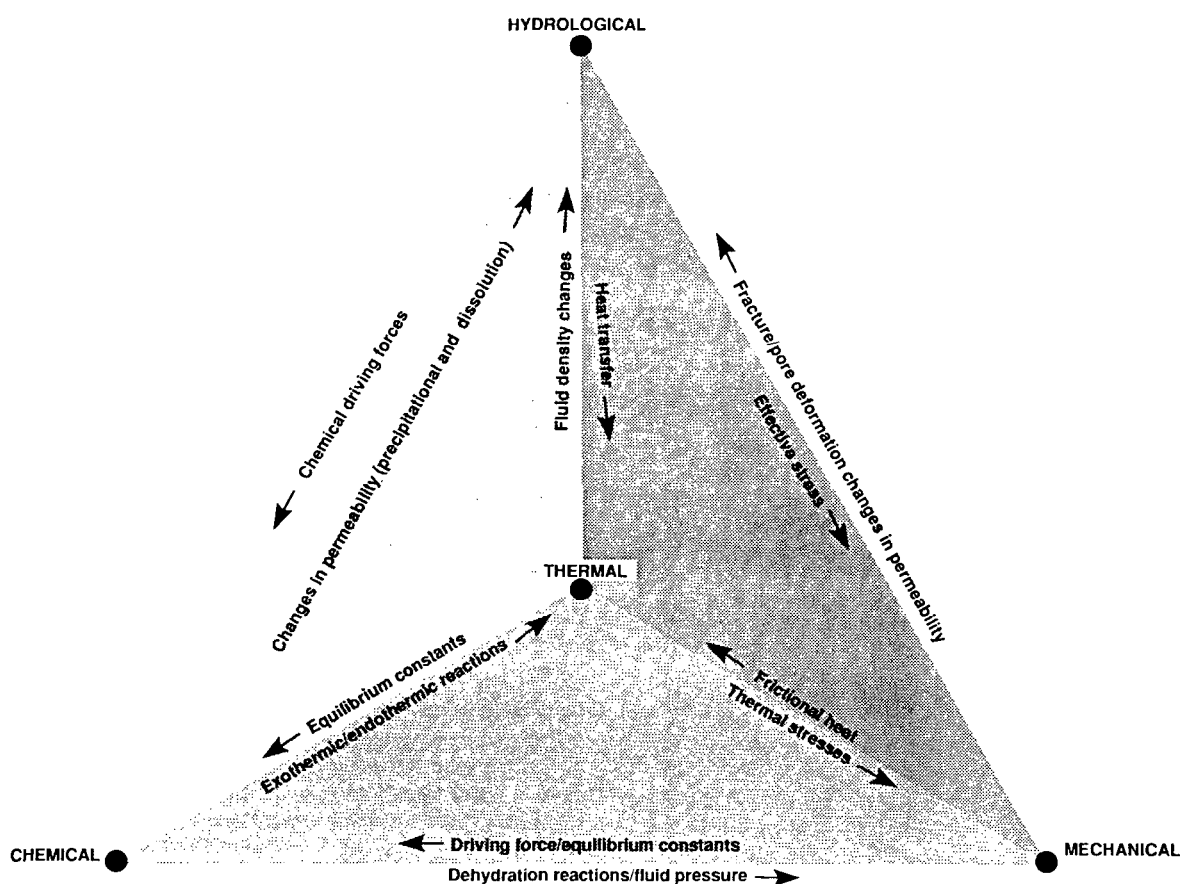 HYDROLOGICAL
Chemical driving forces
Changes in permeability (precipitational and dissolution)
Fluid density changes
Heat transfer
Fracture/pore deformation changes in permeability
Effective stress
THERMAL
Equilibrium constants
Exothermic/endothermic reactions
Frictional heat
Thermal stresses
CHEMICAL
Driving force/equilibrium constants
Dehydration reactions/fluid pressure
MECHANICAL